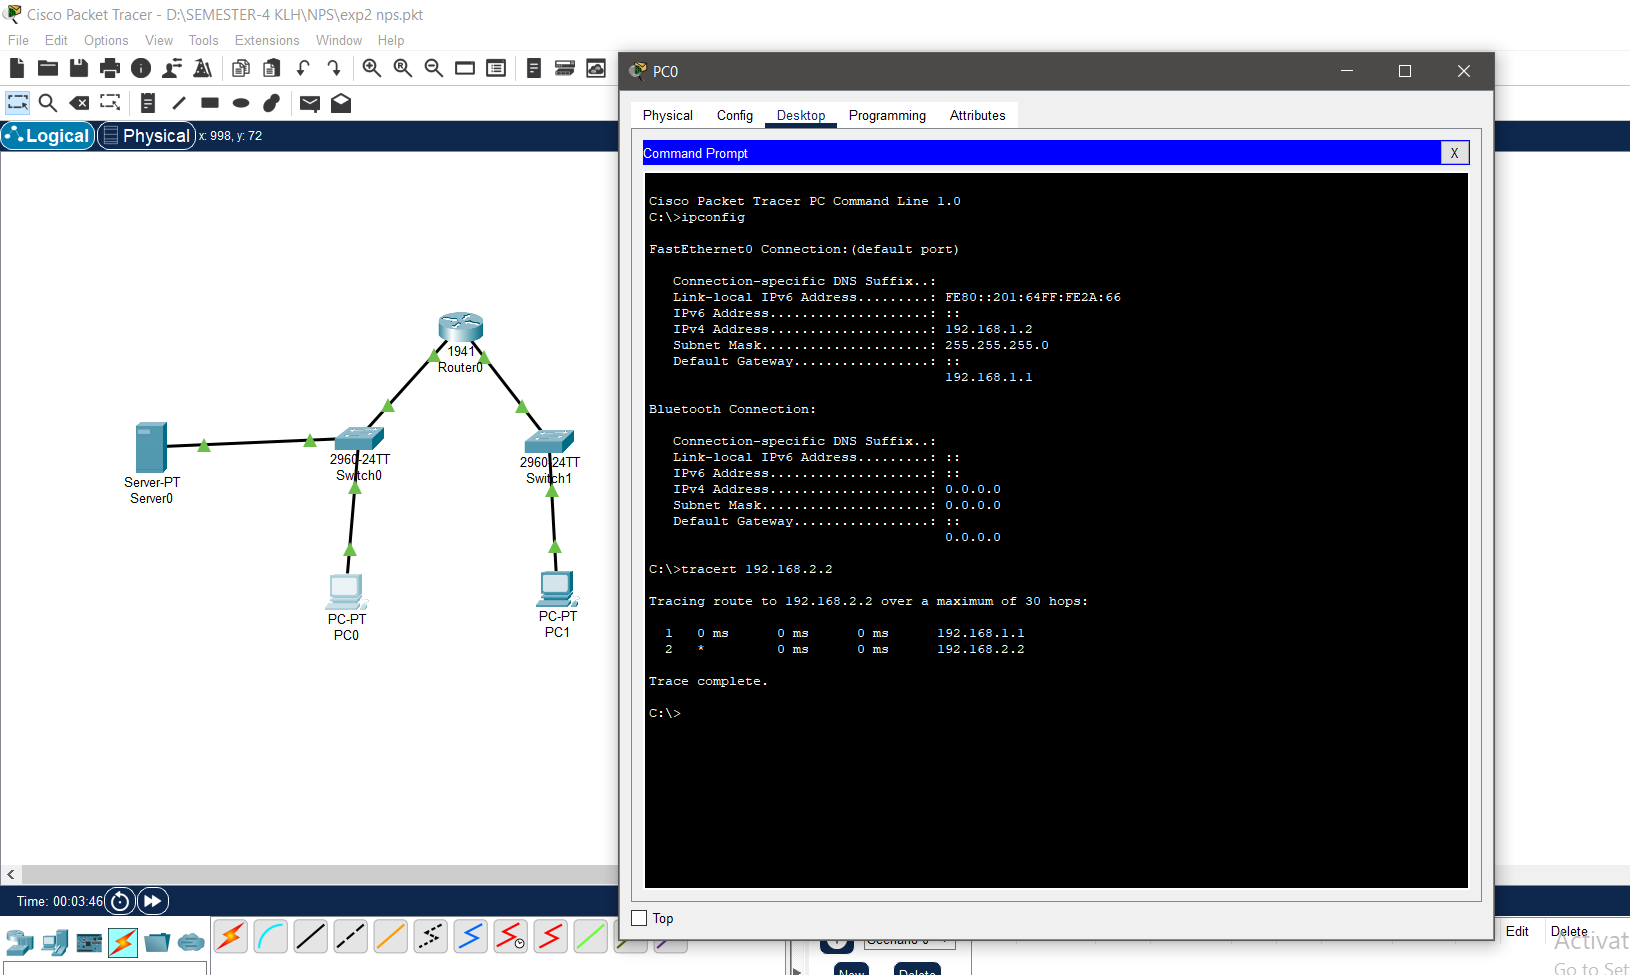 Cisco Packet Tracer - D:\SEMESTER-4 KLH\NPS\exp2 nps.pkt
File Edit Options View Tools Extensions Window Help
Logical Physical x: 998, y: 72
1941
Router0
2960-24TT
Switch0
2960-24TT
Switch1
Server-PT
Server0
PC-PT
PC0
PC-PT
PC1
PC0
Physical Config Desktop Programming Attributes
Command Prompt X
Cisco Packet Tracer PC Command Line 1.0
C:\>ipconfig
FastEthernet0 Connection:(default port)
Connection-specific DNS Suffix..:
Link-local IPv6 Address.........: FE80::201:64FF:FE2A:66
IPv6 Address....................: ::
IPv4 Address....................: 192.168.1.2
Subnet Mask.....................: 255.255.255.0
Default Gateway.................: ::
192.168.1.1
Bluetooth Connection:
Connection-specific DNS Suffix..:
Link-local IPv6 Address.........: ::
IPv6 Address....................: ::
IPv4 Address....................: 0.0.0.0
Subnet Mask.....................: 0.0.0.0
Default Gateway.................: ::
0.0.0.0
C:\>tracert 192.168.2.2
Tracing route to 192.168.2.2 over a maximum of 30 hops:
1 0 ms 0 ms 0 ms 192.168.1.1
2 * 0 ms 0 ms 192.168.2.2
Trace complete.
C:\>
Top
Time: 00:03:46
New Delete
Edit Delete
Activat
Go to Set